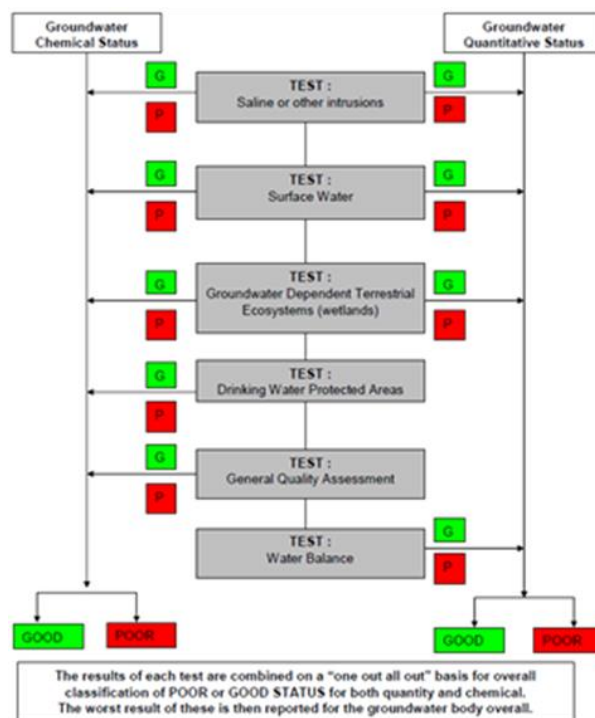 Groundwater
Chemical Status
Groundwater
Quantitative Status
G
P
TEST :
Saline or other intrusions
G
P
G
P
TEST :
Surface Water
G
P
G
P
TEST :
Groundwater Dependent Terrestrial
Ecosystems (wetlands)
G
P
G
P
TEST :
Drinking Water Protected Areas
G
P
TEST :
General Quality Assessment
TEST :
Water Balance
G
P
GOOD
POOR
GOOD
POOR
The results of each test are combined on a "one out all out" basis for overall
classification of POOR or GOOD STATUS for both quantity and chemical.
The worst result of these is then reported for the groundwater body overall.